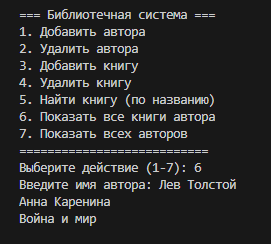 === Библиотечная система ===
1. Добавить автора
2. Удалить автора
3. Добавить книгу
4. Удалить книгу
5. Найти книгу (по названию)
6. Показать все книги автора
7. Показать всех авторов
===========================
Выберите действие (1-7): 6
Введите имя автора: Лев Толстой
Анна Каренина
Война и мир